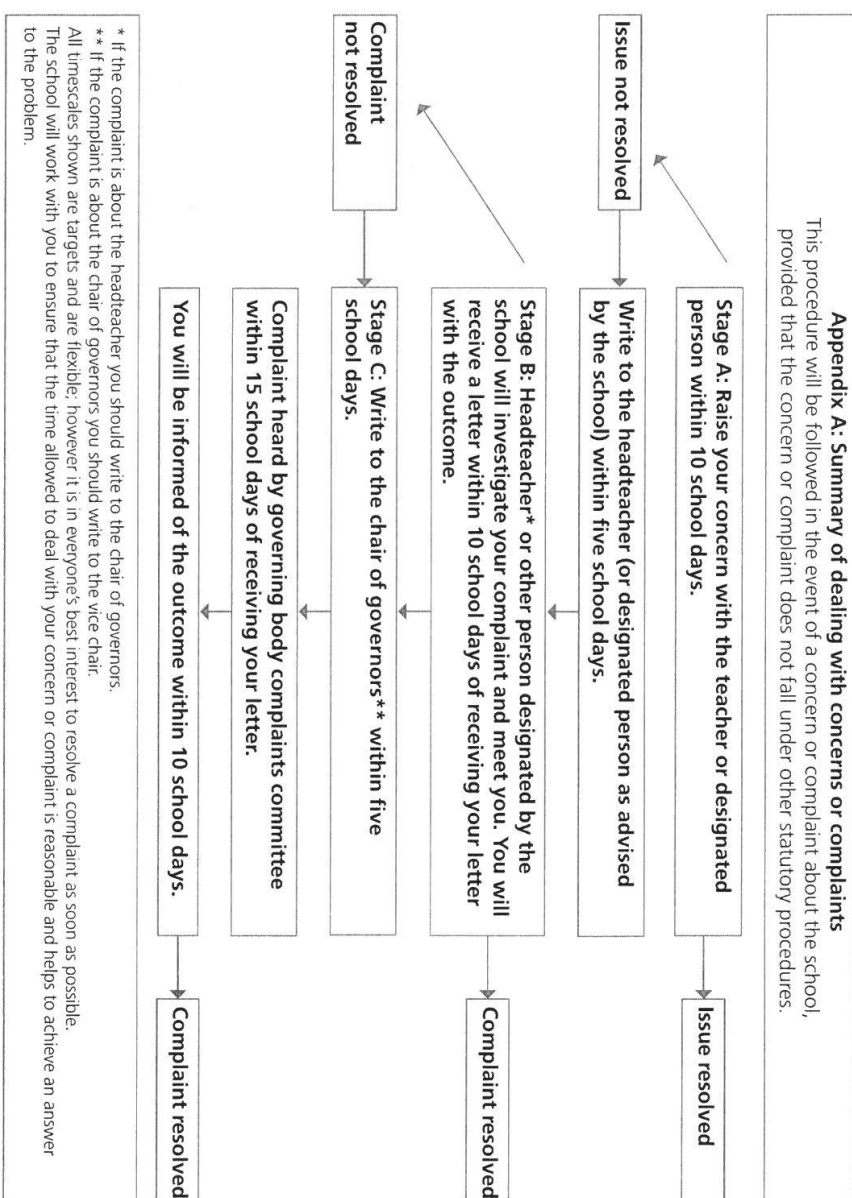 Appendix A: Summary of dealing with concerns or complaints
This procedure will be followed in the event of a concern or complaint about the school,
provided that the concern or complaint does not fall under other statutory procedures.
Stage A: Raise your concern with the teacher or designated
person within 10 school days.
Issue resolved
Issue not resolved
Write to the headteacher (or designated person as advised
by the school) within five school days.
Stage B: Headteacher* or other person designated by the
school will investigate your complaint and meet you. You will
receive a letter within 10 school days of receiving your letter
with the outcome.
Complaint resolved
Complaint
not resolved
Stage C: Write to the chair of governors** within five
school days.
Complaint heard by governing body complaints committee
within 15 school days of receiving your letter.
You will be informed of the outcome within 10 school days.
Complaint resolved
* If the complaint is about the headteacher you should write to the chair of governors.
** If the complaint is about the chair of governors you should write to the vice chair.
All timescales shown are targets and are flexible; however it is in everyone's best interest to resolve a complaint as soon as possible.
The school will work with you to ensure that the time allowed to deal with your concern or complaint is reasonable and helps to achieve an answer
to the problem.